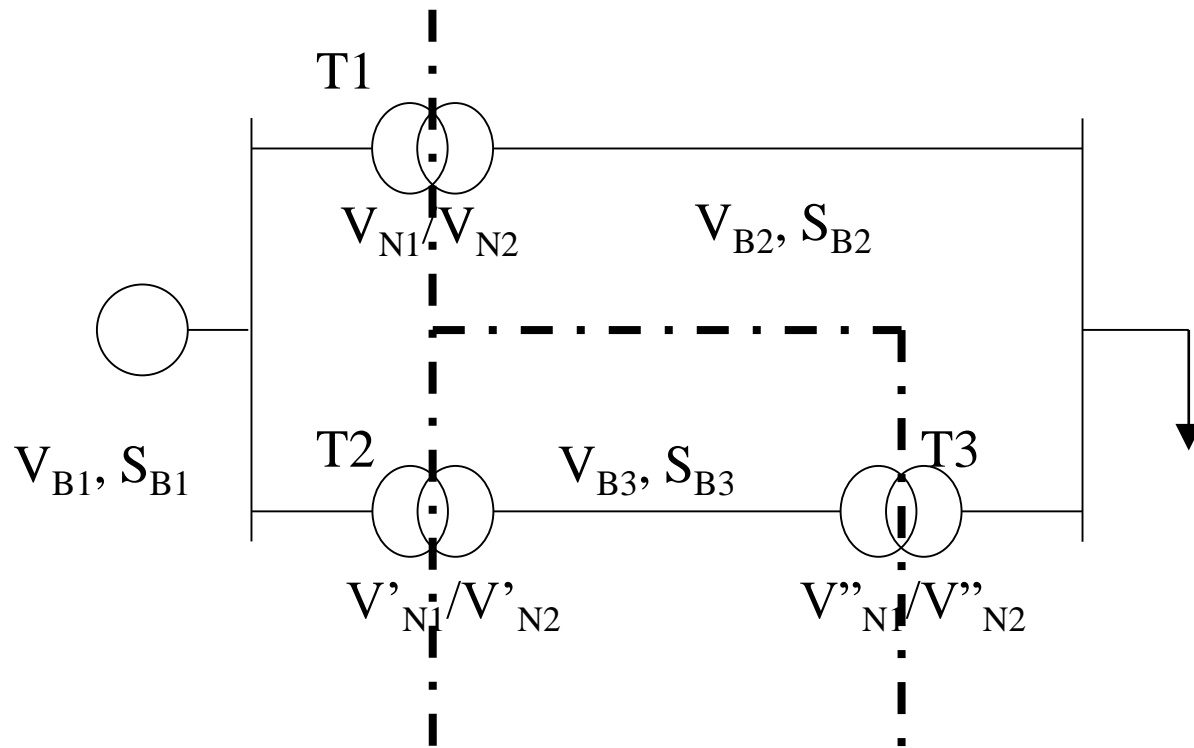 T1
V_N1/V_N2
V_B2, S_B2
V_B1, S_B1
T2
V_B3, S_B3
T3
V’_N1/V’_N2
V”_N1/V”_N2